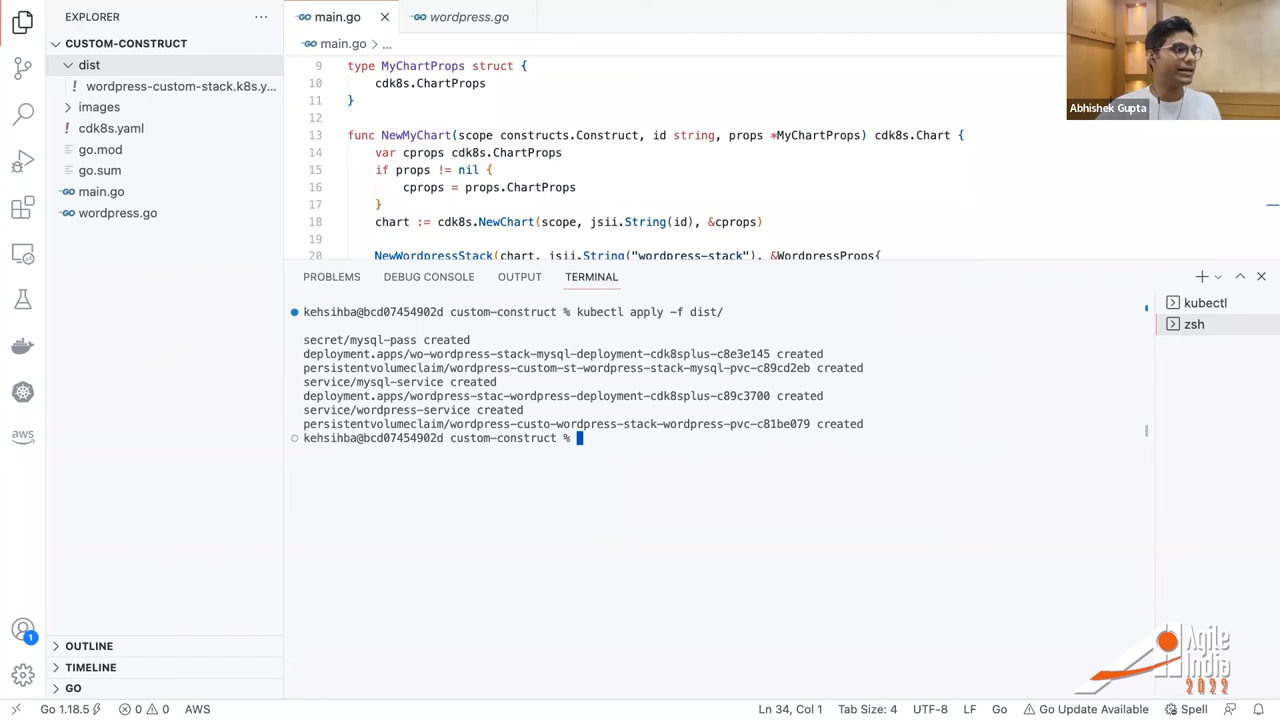 EXPLORER
CUSTOM-CONSTRUCT
dist
! wordpress-custom-stack.k8s.y...
images
! cdk8s.yaml
go.mod
go.sum
main.go
wordpress.go
OUTLINE
TIMELINE
GO
main.go
wordpress.go
main.go > ...
9 type MyChartProps struct {
10 cdk8s.ChartProps
11 }
12
13 func NewMyChart(scope constructs.Construct, id string, props *MyChartProps) cdk8s.Chart {
14 var cprops cdk8s.ChartProps
15 if props != nil {
16 cprops = props.ChartProps
17 }
18 chart := cdk8s.NewChart(scope, jsii.String(id), &cprops)
19
20 NewWordpressStack(chart, jsii.String("wordpress-stack"), &WordpressProps{
Abhishek Gupta
PROBLEMS DEBUG CONSOLE OUTPUT TERMINAL
kehsihba@bcd07454902d custom-construct % kubectl apply -f dist/
secret/mysql-pass created
deployment.apps/wo-wordpress-stack-mysql-deployment-cdk8splus-c8e3e145 created
persistentvolumeclaim/wordpress-custom-st-wordpress-stack-mysql-pvc-c89cd2eb created
service/mysql-service created
deployment.apps/wordpress-stac-wordpress-deployment-cdk8splus-c89c3700 created
service/wordpress-service created
persistentvolumeclaim/wordpress-custo-wordpress-stack-wordpress-pvc-c81be079 created
kehsihba@bcd07454902d custom-construct %
kubectl
zsh
aws
1
Agile
India
2022
Go 1.18.5 0 0 AWS Ln 34, Col 1 Tab Size: 4 UTF-8 LF Go Go Update Available Spell